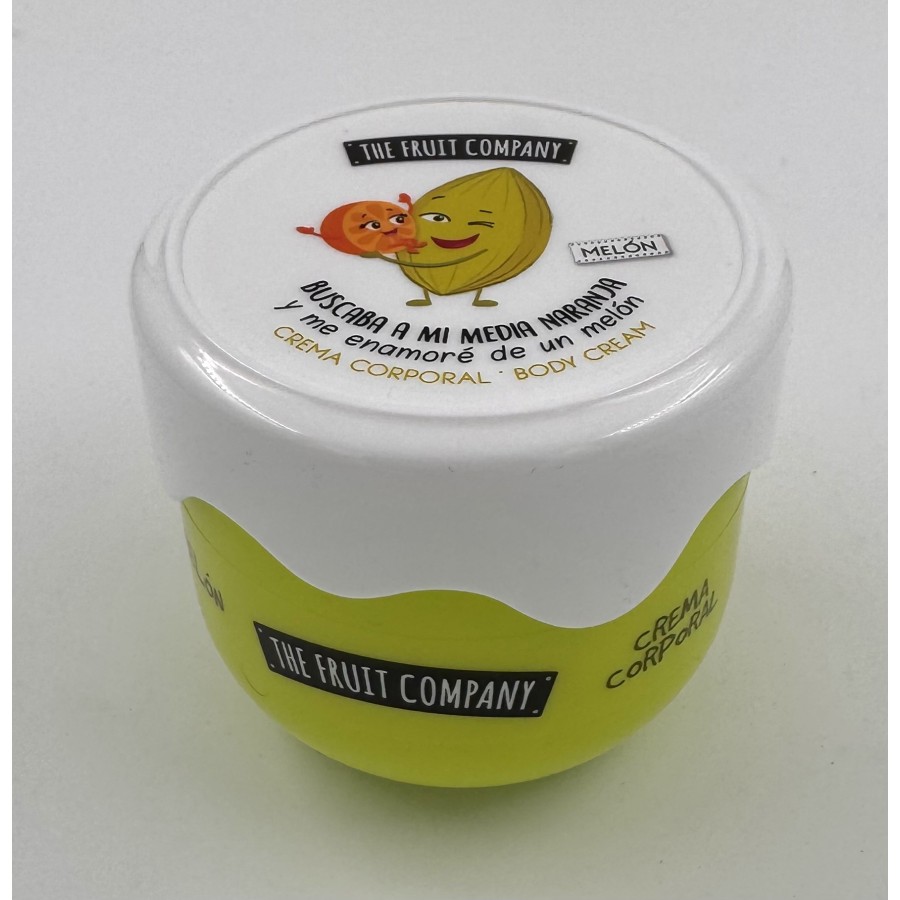 THE FRUIT COMPANY
MELÓN
BUSCABA A MI MEDIA NARANJA
y me enamoré de un melón
CREMA CORPORAL · BODY CREAM
THE FRUIT COMPANY
CREMA
CORPORAL